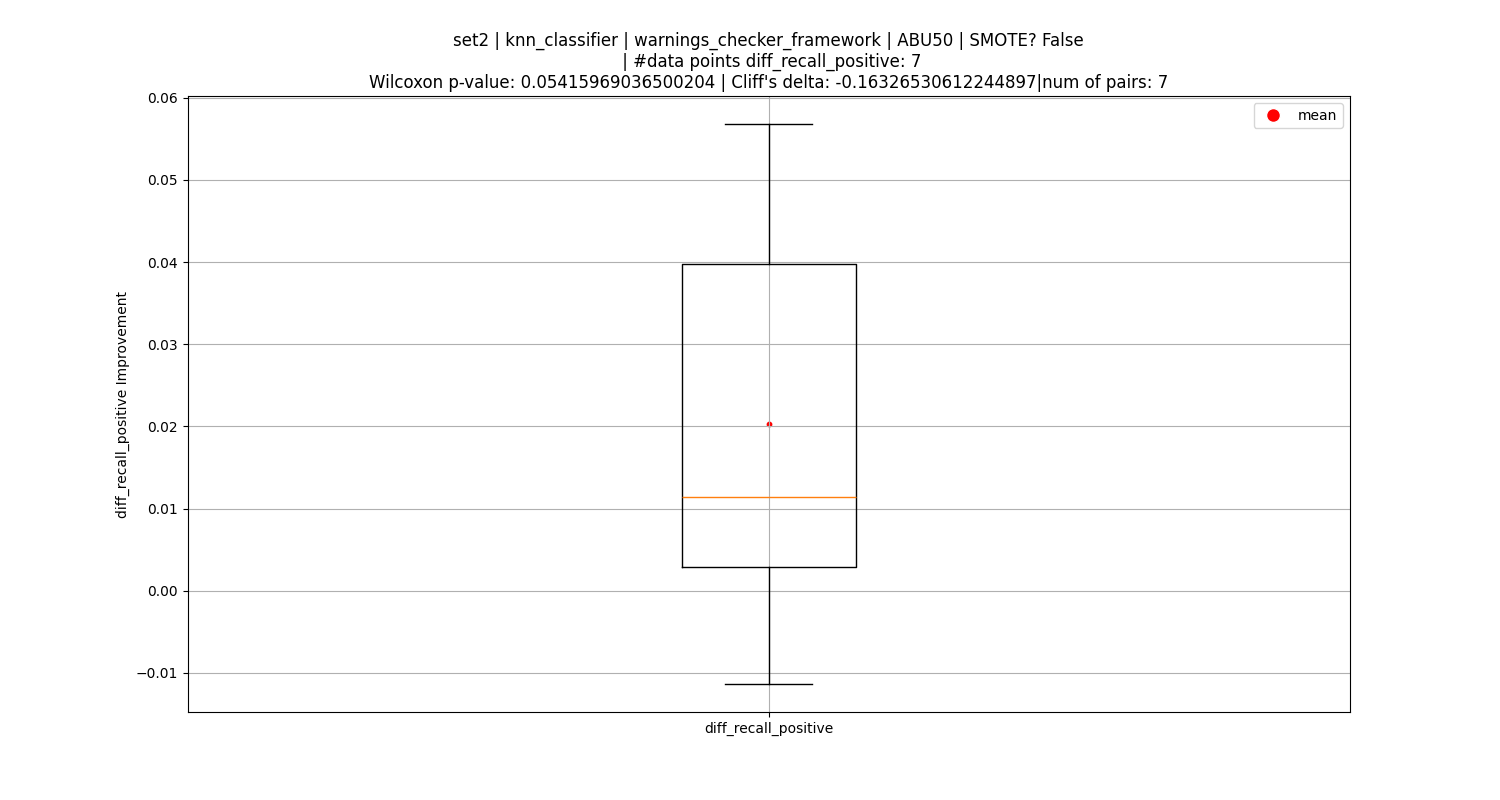 set2 | knn_classifier | warnings_checker_framework | ABU50 | SMOTE? False
| #data points diff_recall_positive: 7
Wilcoxon p-value: 0.05415969036500204 | Cliff's delta: -0.16326530612244897|num of pairs: 7
mean
0.06
0.05
0.04
0.03
0.02
0.01
0.00
−0.01
diff_recall_positive Improvement
diff_recall_positive